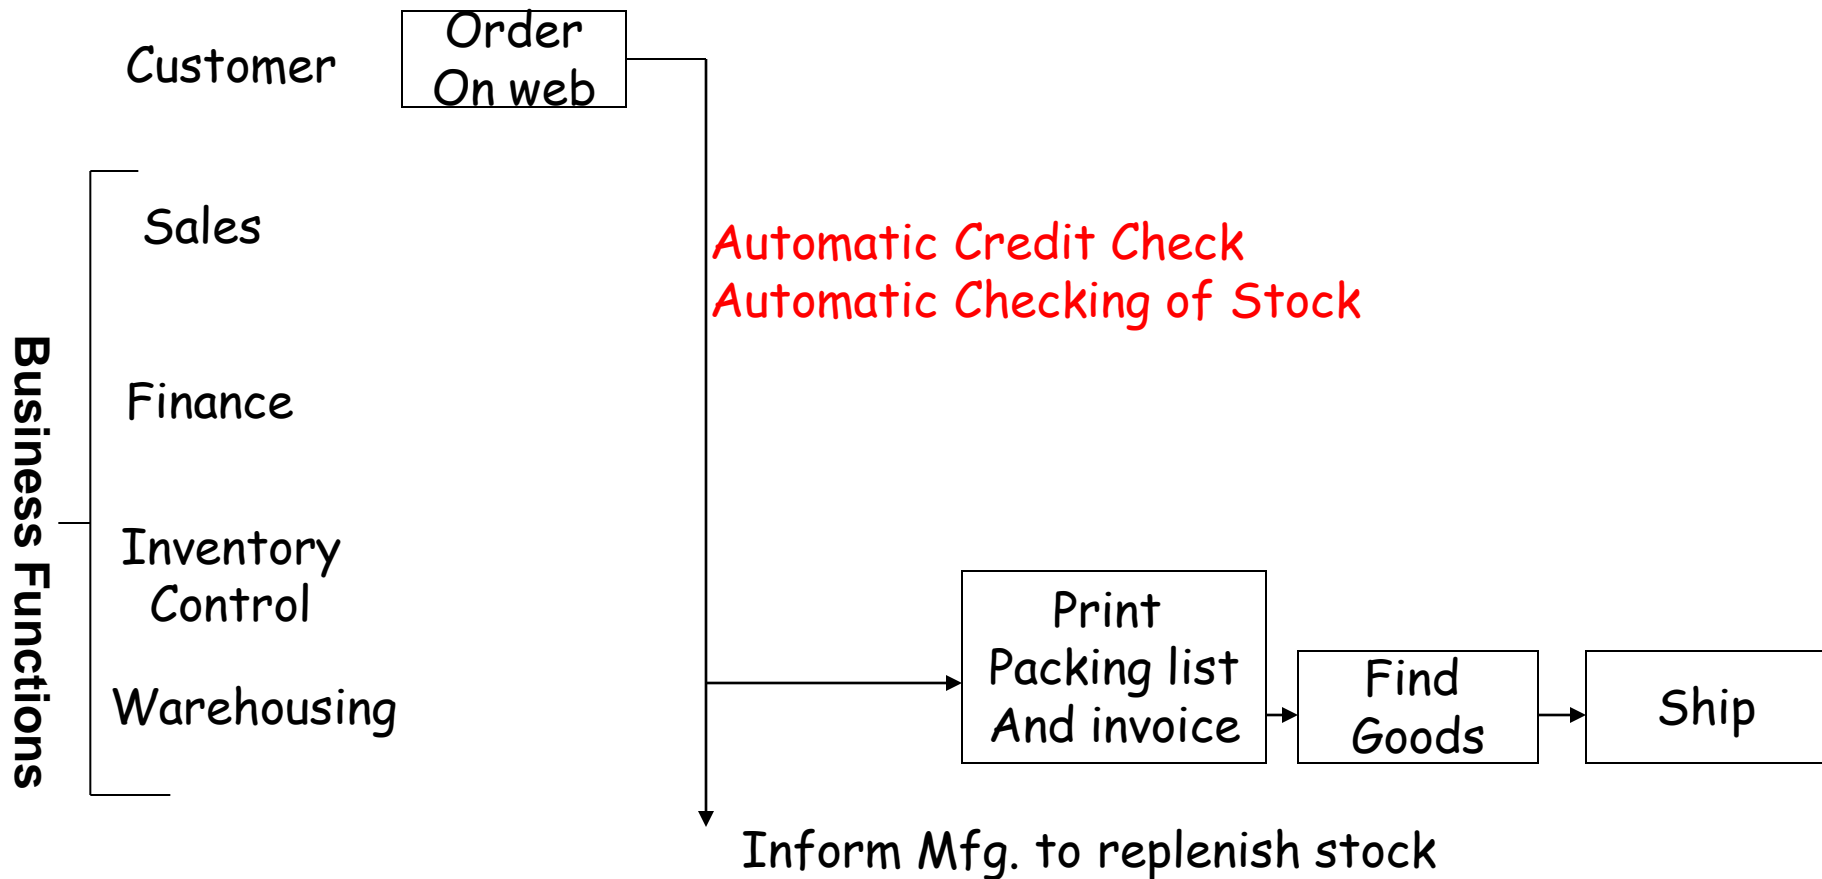 Customer
Order
On web
Business Functions
Sales
Automatic Credit Check
Automatic Checking of Stock
Finance
Inventory
Control
Warehousing
Print
Packing list
And invoice
Find
Goods
Ship
Inform Mfg. to replenish stock